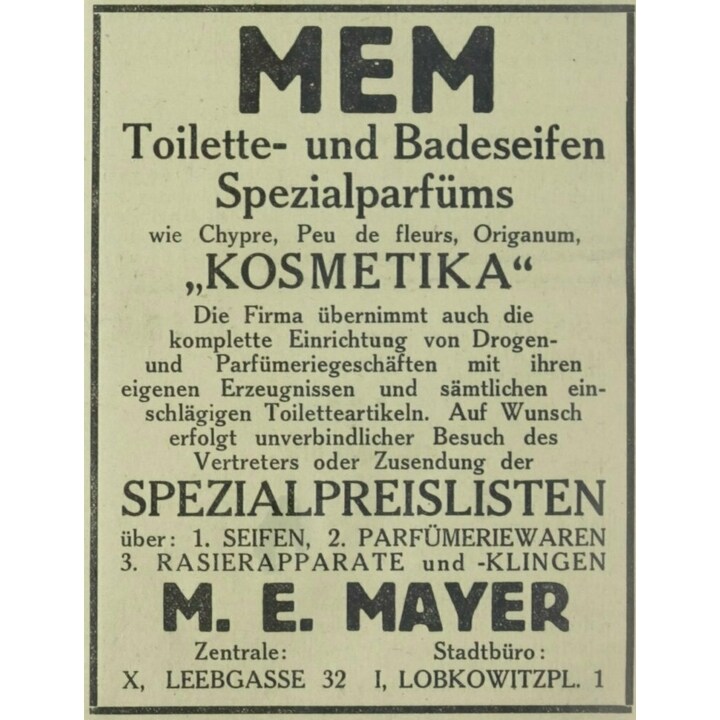 MEM
Toilette- und Badeseifen
Spezialparfüms
wie Chypre, Peu de fleurs, Origanum,
„KOSMETIKA“
Die Firma übernimmt auch die
komplette Einrichtung von Drogen-
und Parfümeriegeschäften mit ihren
eigenen Erzeugnissen und sämtlichen ein-
schlägigen Toiletteartikeln. Auf Wunsch
erfolgt unverbindlicher Besuch des
Vertreters oder Zusendung der
SPEZIALPREISLISTEN
über: 1. SEIFEN, 2. PARFÜMERIEWAREN
3. RASIERAPPARATE und -KLINGEN
M. E. MAYER
Zentrale: Stadtbüro:
X, LEEBGASSE 32 I, LOBKOWITZPL. 1